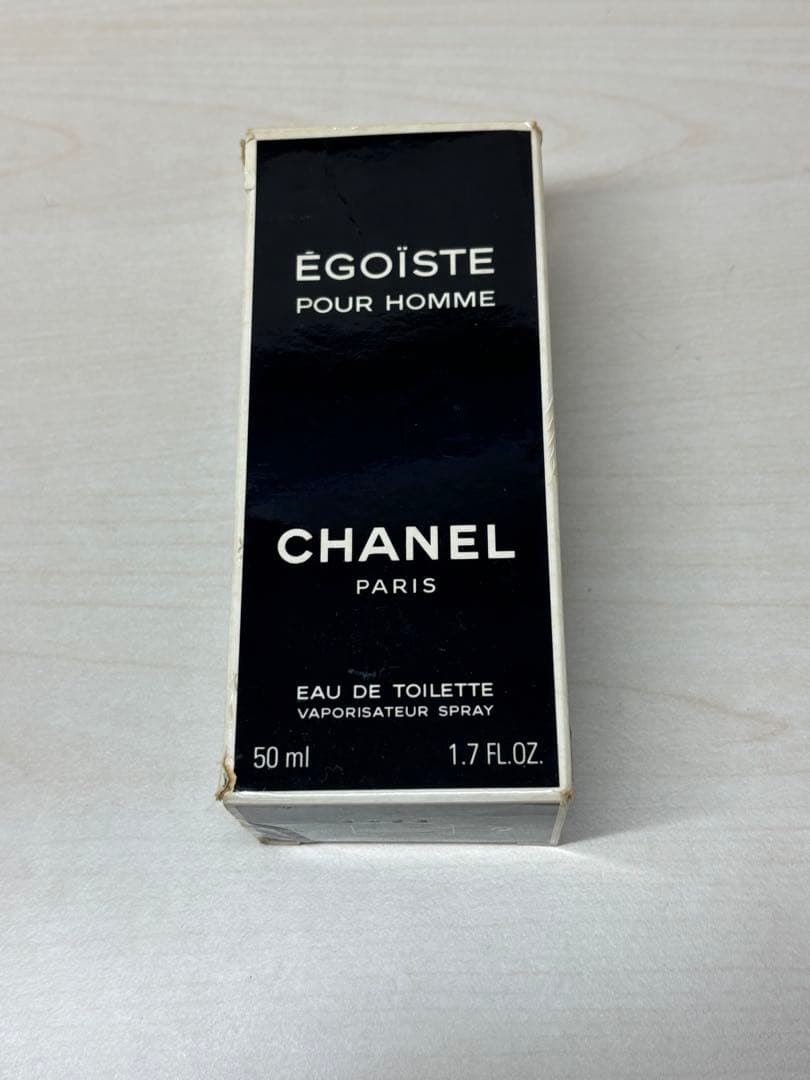 ÉGOÏSTE
POUR HOMME
CHANEL
PARIS
EAU DE TOILETTE
VAPORISATEUR SPRAY
50 ml 1.7 FL.OZ.